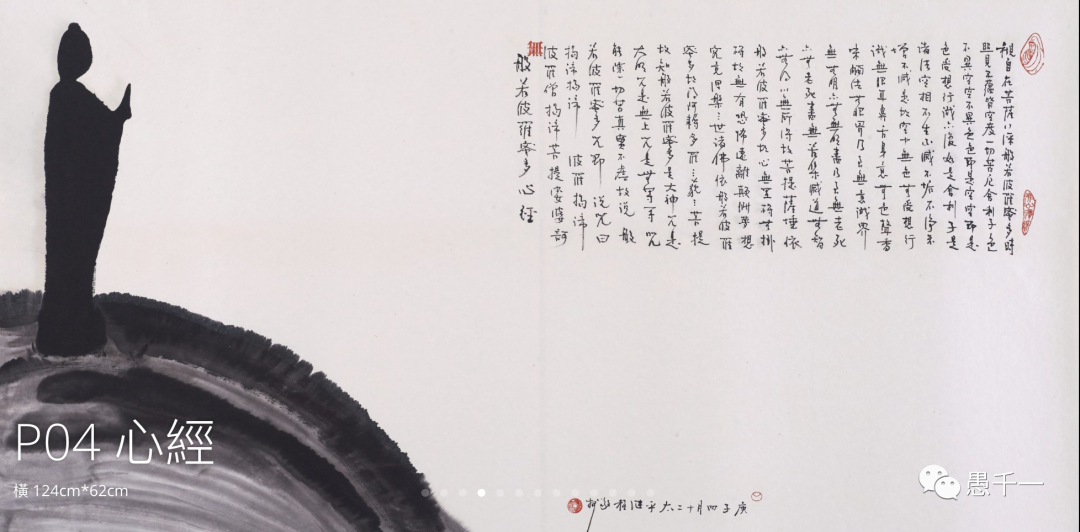 觀自在菩薩行深般若波羅蜜多時
照見五蘊皆空度一切苦厄舍利子色
不異空空不異色色即是空空即是
色受想行識亦復如是舍利子是
諸法空相不生不滅不垢不淨不
增不減是故空中無色無受想行
識無眼耳鼻舌身意無色聲香
味觸法無眼界乃至無意識界
無無明亦無無明盡乃至無老死
亦無老死盡無苦集滅道無智
亦無得以無所得故菩提薩埵依
般若波羅蜜多故心無罣碍無掛
碍故無有恐怖遠離顛倒夢想
究竟涅槃三世諸佛依般若波羅
蜜多故得阿耨多羅三藐三菩提
故知般若波羅蜜多是大神咒是
大明咒是無上咒是無等等咒
能除一切苦真實不虛故說般
若波羅蜜多咒即 說咒曰
揭諦揭諦 波羅揭諦
波羅僧揭諦 菩提娑婆訶
無
般若波羅蜜多心經
庚子四月十二
P04 心經
橫 124cm*62cm
愚千一